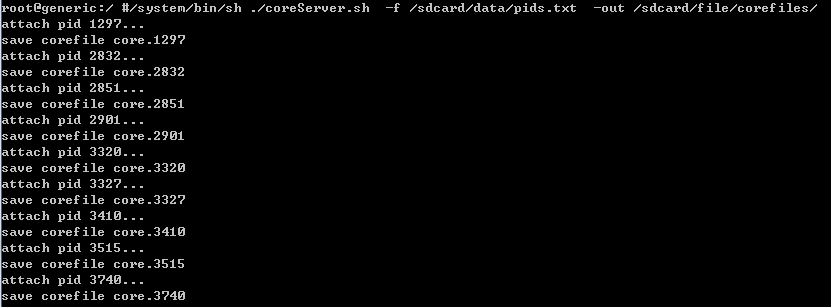 root@generic:/ #/system/bin/sh ./coreServer.sh  -f /sdcard/data/pids.txt  -out /sdcard/file/corefiles/
attach pid 1297...
save corefile core.1297
attach pid 2832...
save corefile core.2832
attach pid 2851...
save corefile core.2851
attach pid 2901...
save corefile core.2901
attach pid 3320...
save corefile core.3320
attach pid 3327...
save corefile core.3327
attach pid 3410...
save corefile core.3410
attach pid 3515...
save corefile core.3515
attach pid 3740...
save corefile core.3740